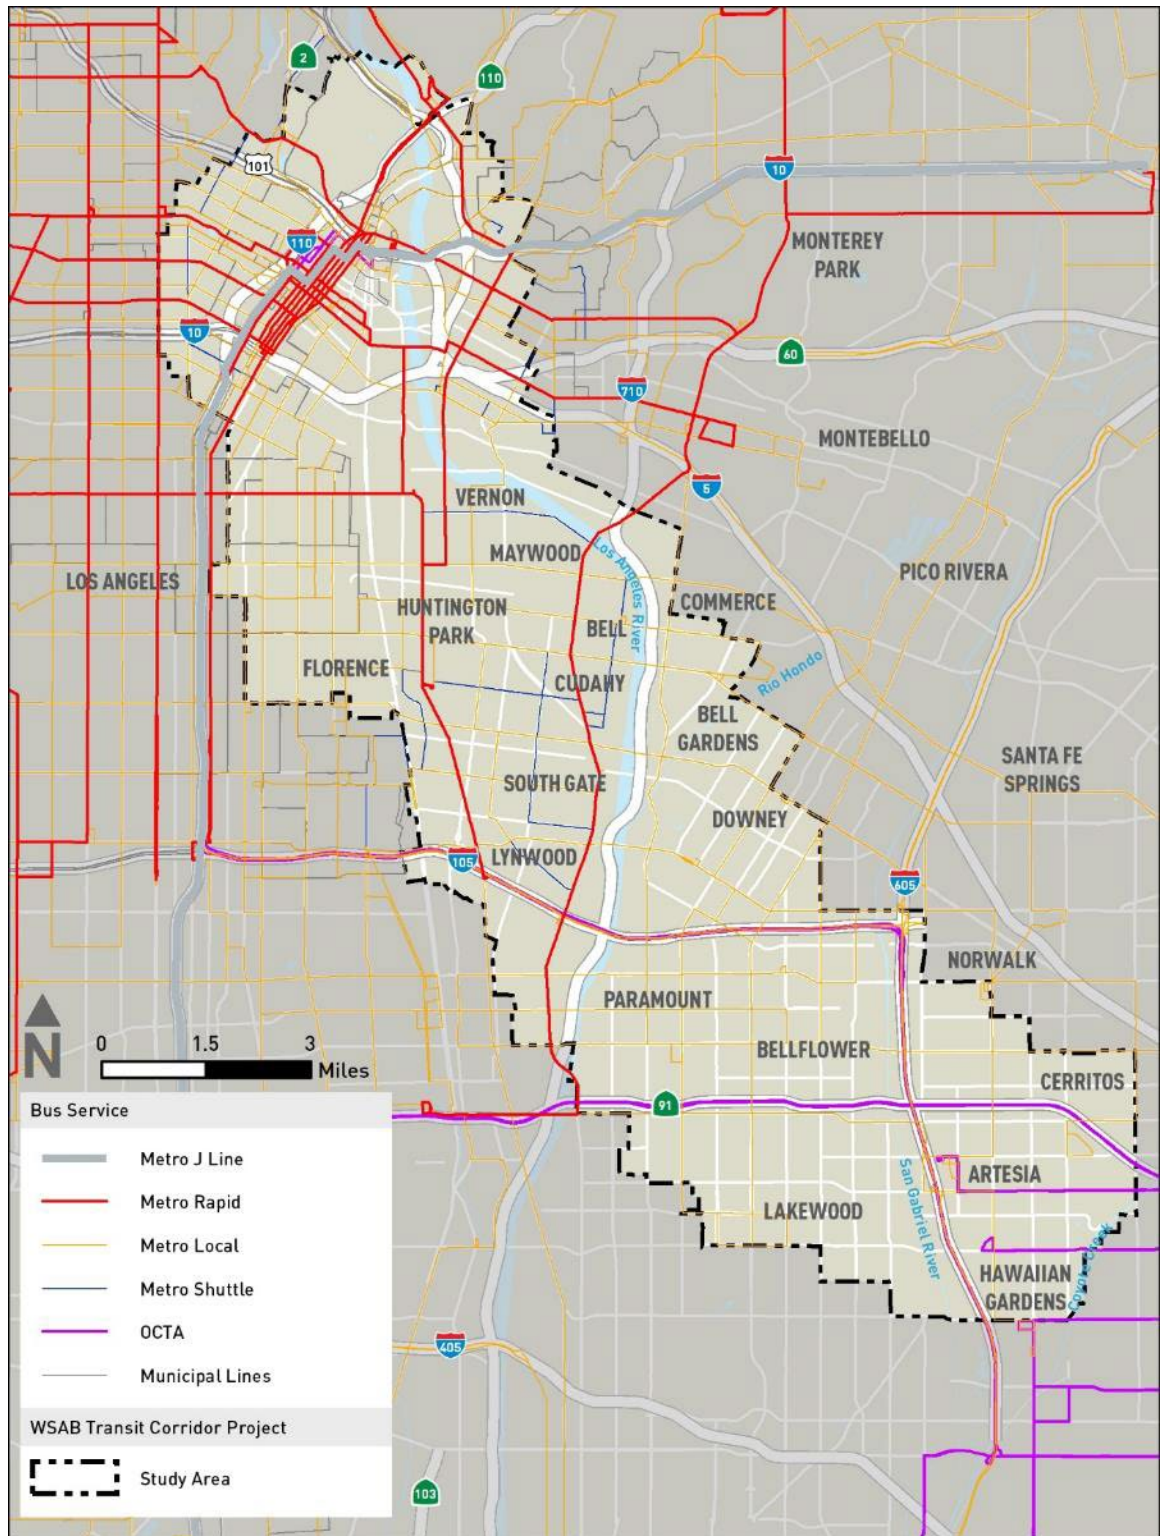 2
110
101
10
110
MONTEREY
PARK
10
60
710
MONTEBELLO
5
VERNON
MAYWOOD
Los Angeles River
LOS ANGELES
PICO RIVERA
HUNTINGTON
PARK
BELL
COMMERCE
FLORENCE
CUDAHY
Rio Hondo
BELL
GARDENS
SANTA FE
SPRINGS
SOUTH GATE
DOWNEY
LYNWOOD
105
605
NORWALK
PARAMOUNT
N
0 1.5 3
Miles
BELLFLOWER
CERRITOS
91
ARTESIA
San Gabriel River
LAKEWOOD
Coyote Creek
HAWAIIAN
GARDENS
405
103
Bus Service
Metro J Line
Metro Rapid
Metro Local
Metro Shuttle
OCTA
Municipal Lines
WSAB Transit Corridor Project
Study Area